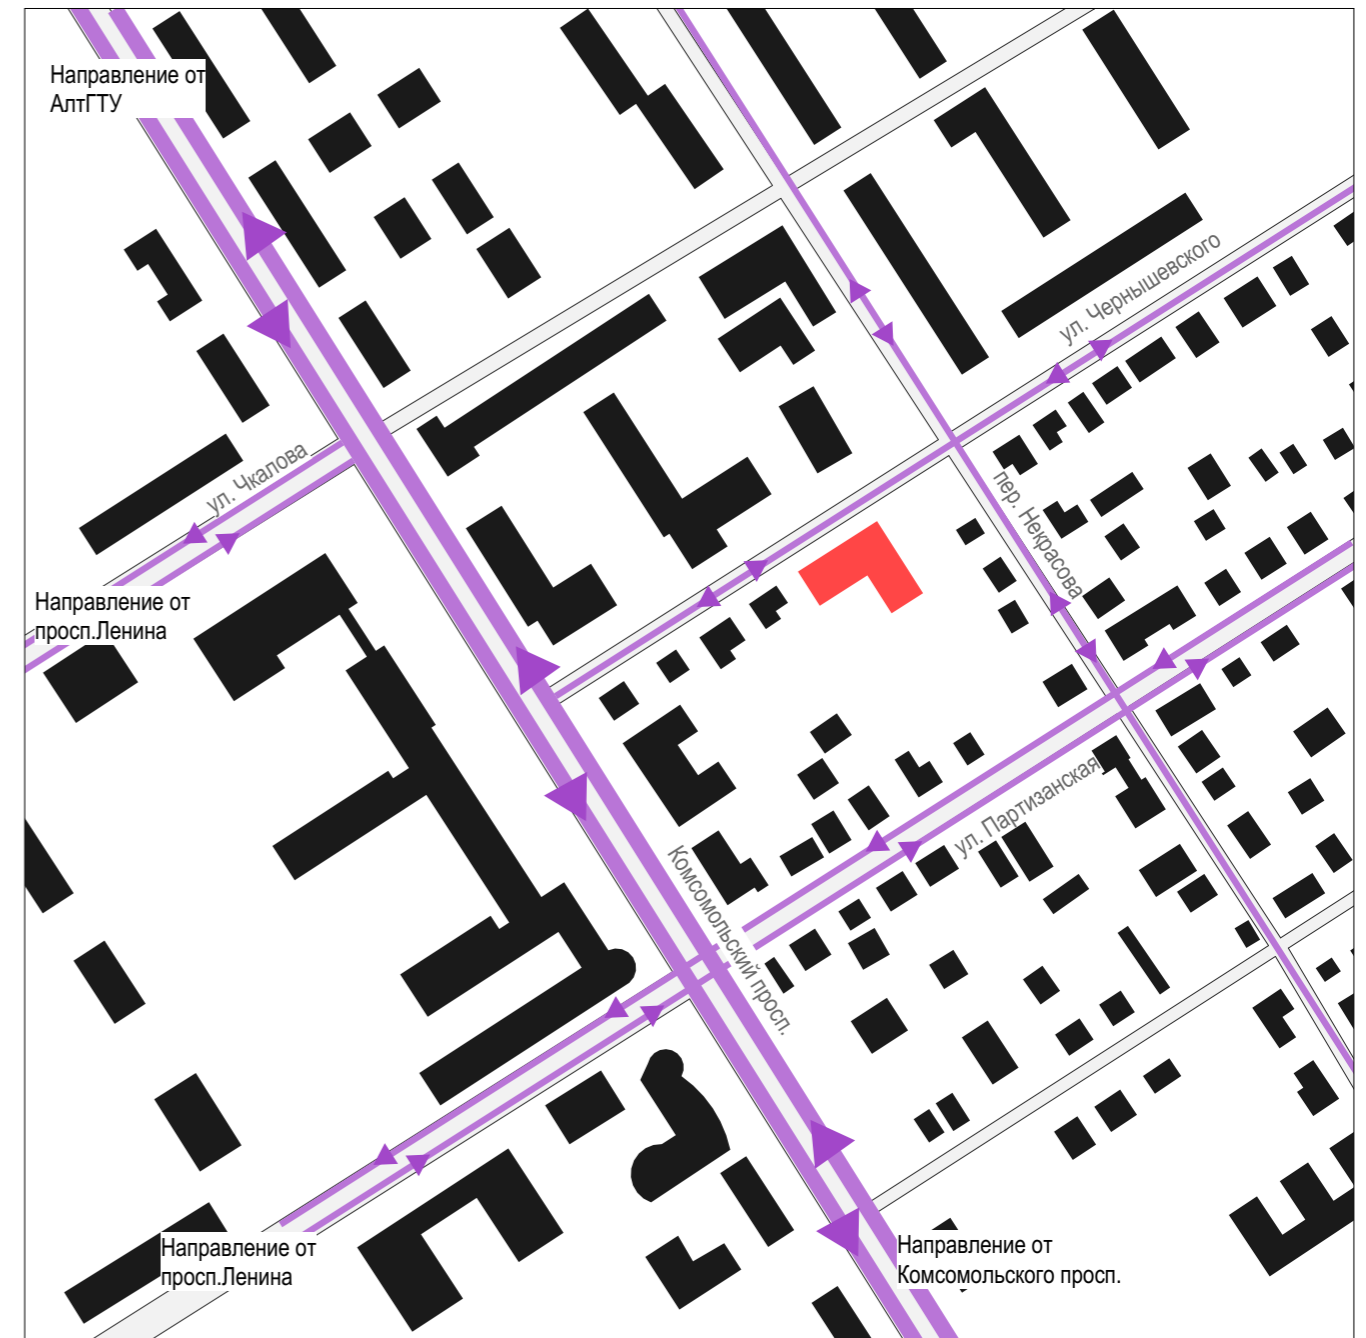 Направление от
АлтГТУ
ул. Чернышевского
ул. Чкалова
пер. Некрасова
Направление от
просп.Ленина
ул. Партизанская
Комсомольский просп.
Направление от
просп.Ленина
Направление от
Комсомольского просп.